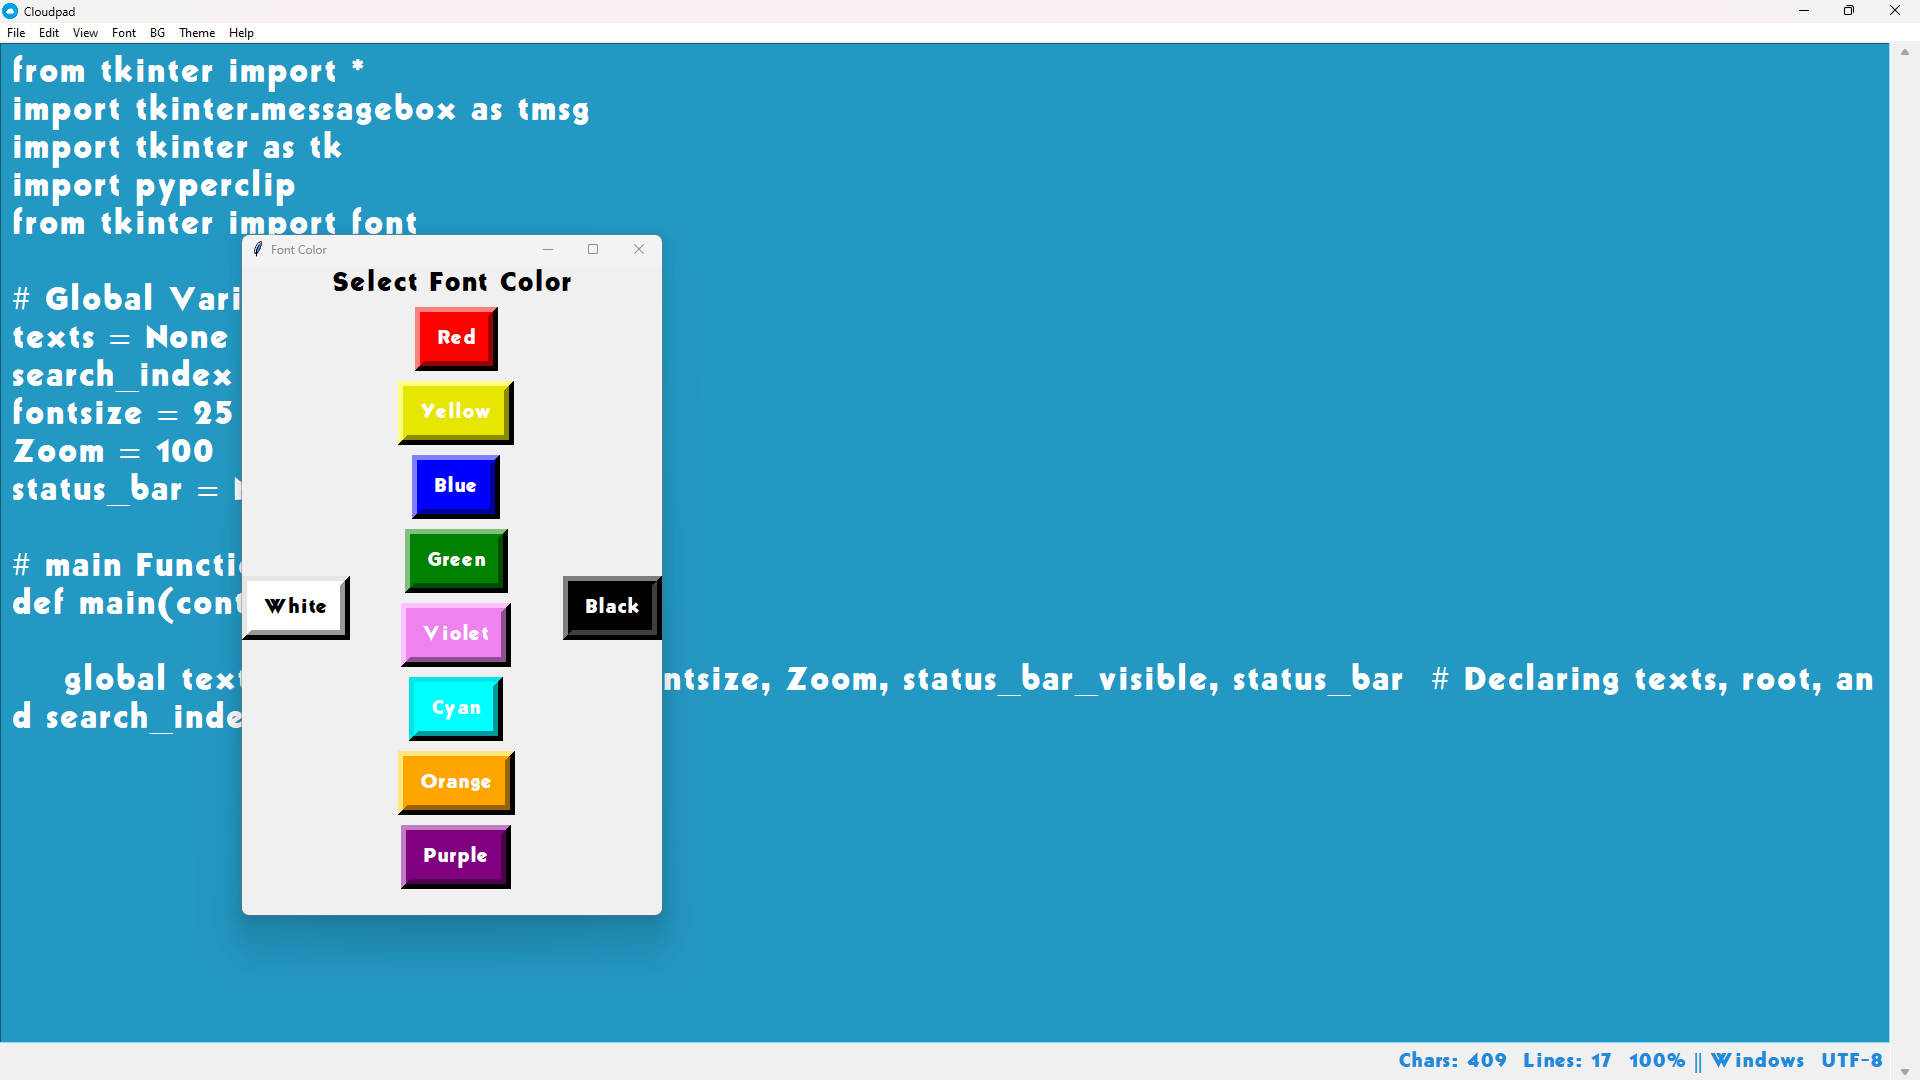 Cloudpad
File Edit View Font BG Theme Help
from tkinter import *
import tkinter.messagebox as tmsg
import tkinter as tk
import pyperclip
from tkinter import font
# Global Vari
texts = None
search_index
fontsize = 25
Zoom = 100
status_bar =
# main Functi
def main(cont
global text
ntsize, Zoom, status_bar_visible, status_bar # Declaring texts, root, an
d search_inde
Font Color
Select Font Color
Red
Yellow
Blue
Green
White
Black
Violet
Cyan
Orange
Purple
Chars: 409 Lines: 17 100% || Windows UTF-8